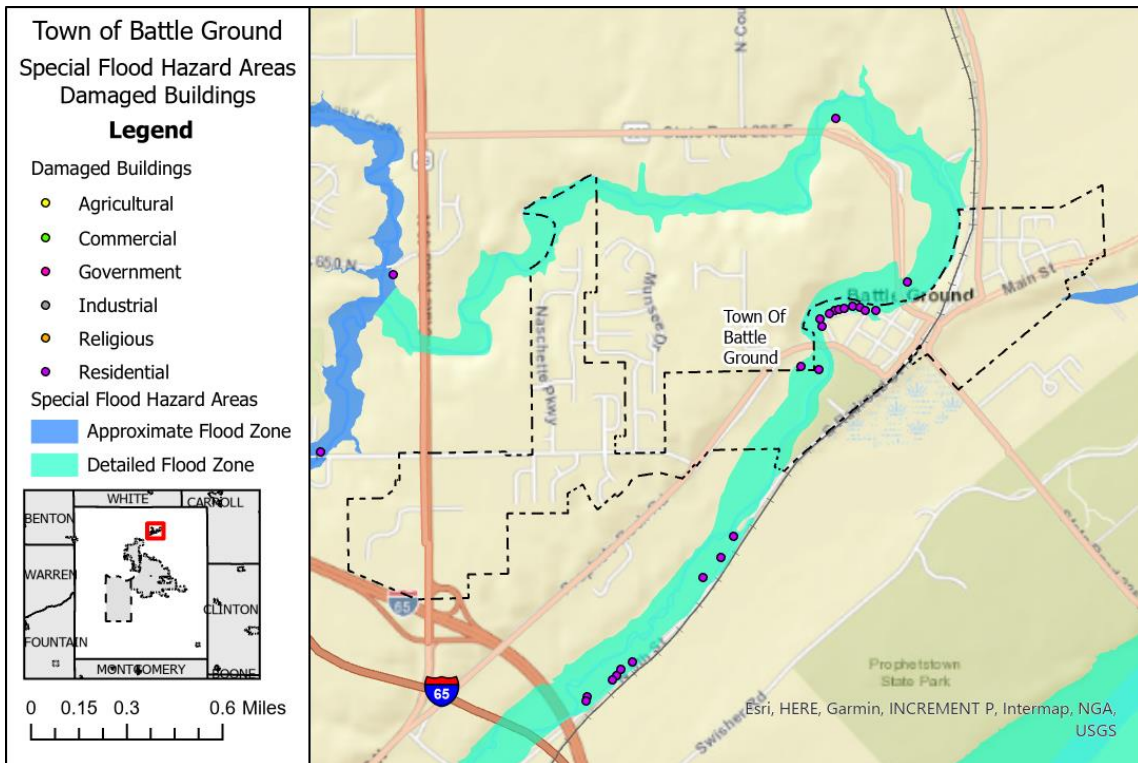 Town of Battle Ground
Special Flood Hazard Areas
Damaged Buildings
Legend
Damaged Buildings
Agricultural
Commercial
Government
Industrial
Religious
Residential
Special Flood Hazard Areas
Approximate Flood Zone
Detailed Flood Zone
WHITE
CARROLL
BENTON
WARREN
CLINTON
FOUNTAIN
MONTGOMERY
BOONE
0 0.15 0.3 0.6 Miles
N Cou
State Road 225 E
650 N
Main St
Battle Ground
Munsee Dr
Town Of
Battle
Ground
Naschette Pkwy
65
65
Prophetstown
State Park
Swisher Rd
Esri, HERE, Garmin, INCREMENT P, Intermap, NGA,
USGS